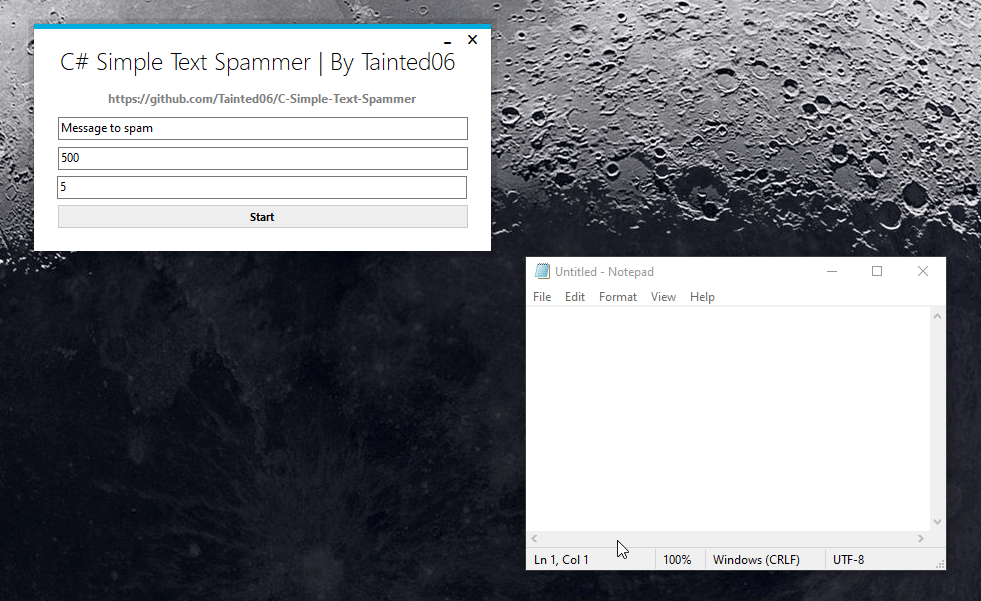 C# Simple Text Spammer | By Tainted06
https://github.com/Tainted06/C-Simple-Text-Spammer
Message to spam
500
5
Start
Untitled - Notepad
File Edit Format View Help
Ln 1, Col 1 100% Windows (CRLF) UTF-8